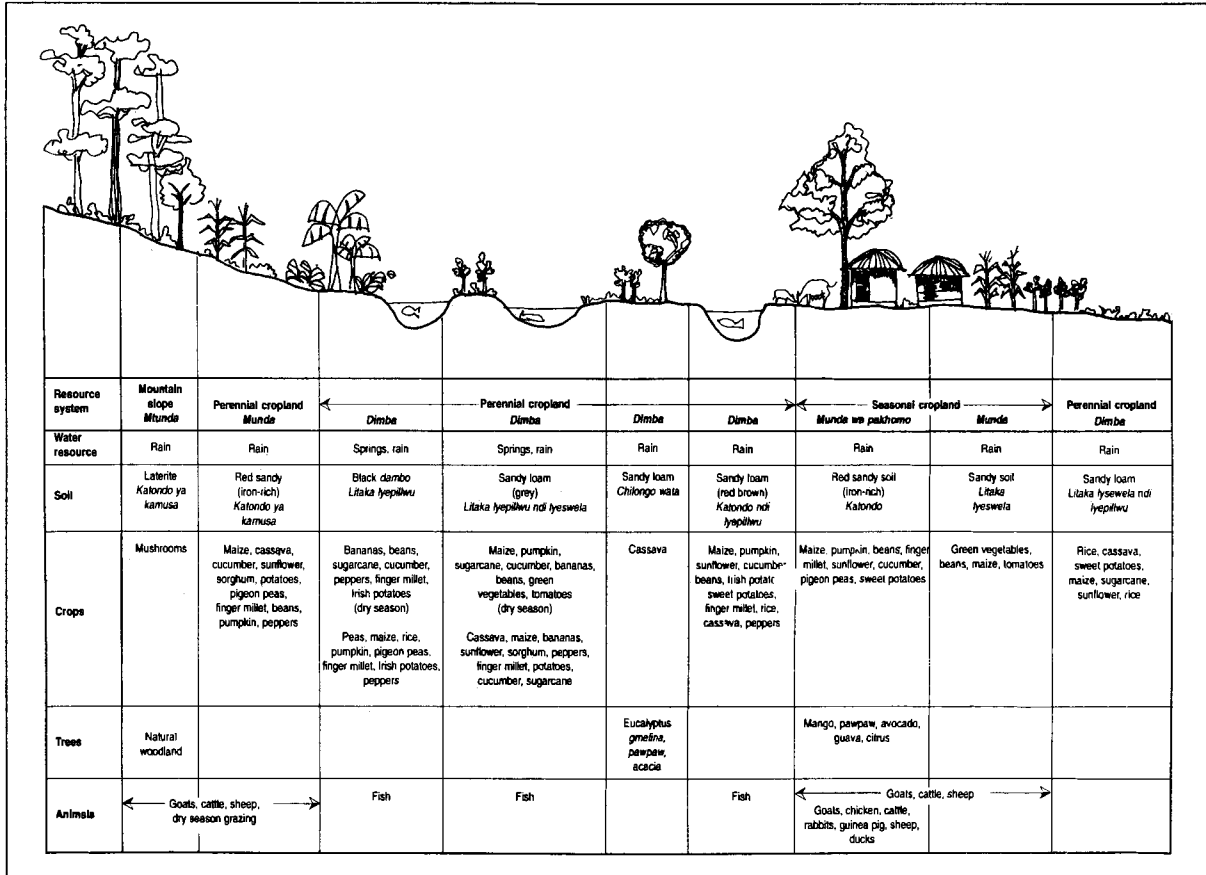 Resource system
Mountain slope
Mtunda
Perennial cropland
Munda
Perennial cropland
Dimba
Dimba
Dimba
Dimba
Seasonal cropland
Munda wa pakhomo
Munda
Perennial cropland
Dimba
Water resource
Rain
Rain
Springs, rain
Springs, rain
Rain
Rain
Rain
Rain
Rain
Soil
Laterite
Katondo ya
kamusa
Red sandy
(iron-rich)
Katondo ya
kamusa
Black dambo
Litaka lyepillwu
Sandy loam
(grey)
Litaka lyepillwu ndi lyeswela
Sandy loam
Chilongo wata
Sandy loam
(red brown)
Katondo ndi
lyepillwu
Red sandy soil
(iron-rich)
Katondo
Sandy soil
Litaka
lyeswela
Sandy loam
Litaka lysewela ndi
lyepillwu
Crops
Mushrooms
Maize, cassava,
cucumber, sunflower,
sorghum, potatoes,
pigeon peas,
finger millet, beans,
pumpkin, peppers
Bananas, beans,
sugarcane, cucumber,
peppers, finger millet,
Irish potatoes
(dry season)
Peas, maize, rice,
pumpkin, pigeon peas,
finger millet, Irish potatoes,
peppers
Maize, pumpkin,
sugarcane, cucumber, bananas,
beans, green
vegetables, tomatoes
(dry season)
Cassava, maize, bananas,
sunflower, sorghum, peppers,
finger millet, potatoes,
cucumber, sugarcane
Cassava
Maize, pumpkin,
sunflower, cucumber
beans, Irish potato
sweet potatoes,
finger millet, rice,
cassava, peppers
Maize, pumpkin, beans, finger
millet, sunflower, cucumber,
pigeon peas, sweet potatoes
Green vegetables,
beans, maize, tomatoes
Rice, cassava,
sweet potatoes,
maize, sugarcane,
sunflower, rice
Trees
Natural
woodland
Eucalyptus
gmelina,
pawpaw,
acacia
Mango, pawpaw, avocado,
guava, citrus
Animals
Goats, cattle, sheep,
dry season grazing
Fish
Fish
Fish
Goats, cattle, sheep
Goats, chicken, cattle,
rabbits, guinea pig, sheep,
ducks